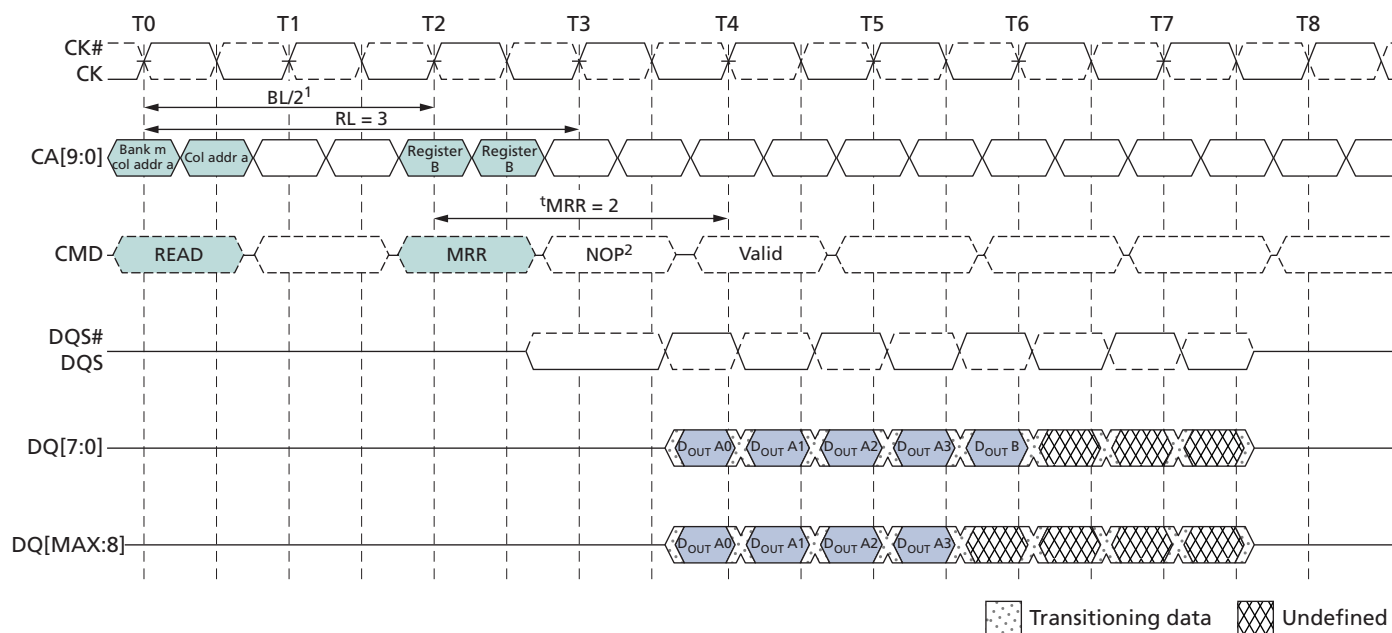 T0 T1 T2 T3 T4 T5 T6 T7 T8
CK#
CK
BL/2¹
RL = 3
CA[9:0]
Bank m
col addr a
Col addr a
Register
B
Register
B
ᵗMRR = 2
CMD
READ
MRR
NOP²
Valid
DQS#
DQS
DQ[7:0]
DOUT A0
DOUT A1
DOUT A2
DOUT A3
DOUT B
DQ[MAX:8]
DOUT A0
DOUT A1
DOUT A2
DOUT A3
Transitioning data
Undefined